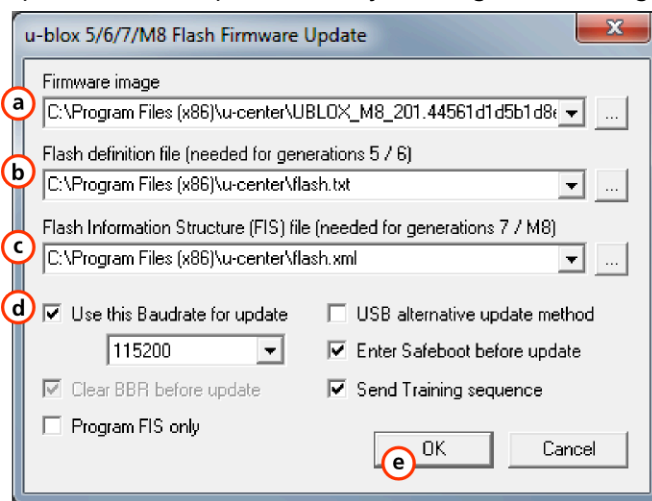 u-blox 5/6/7/M8 Flash Firmware Update
Firmware image
a
C:\Program Files (x86)\u-center\UBLOX_M8_201.44561d1d5b1d8e
...
Flash definition file (needed for generations 5 / 6)
b
C:\Program Files (x86)\u-center\flash.txt
...
Flash Information Structure (FIS) file (needed for generations 7 / M8)
c
C:\Program Files (x86)\u-center\flash.xml
...
d
Use this Baudrate for update
USB alternative update method
115200
Enter Safeboot before update
Clear BBR before update
Send Training sequence
Program FIS only
e
OK
Cancel